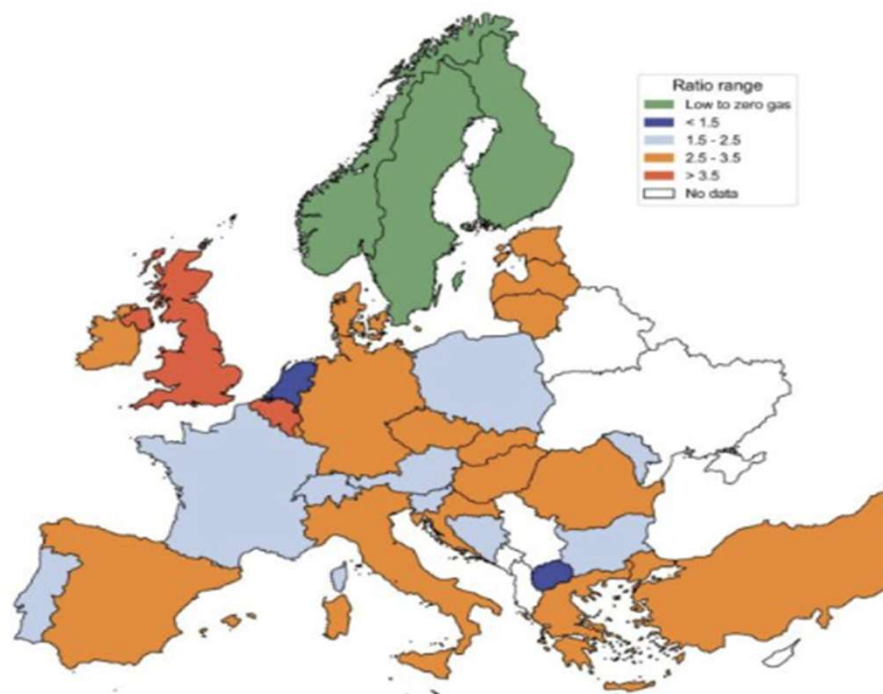 Ratio range
Low to zero gas
< 1.5
1.5 - 2.5
2.5 - 3.5
> 3.5
No data